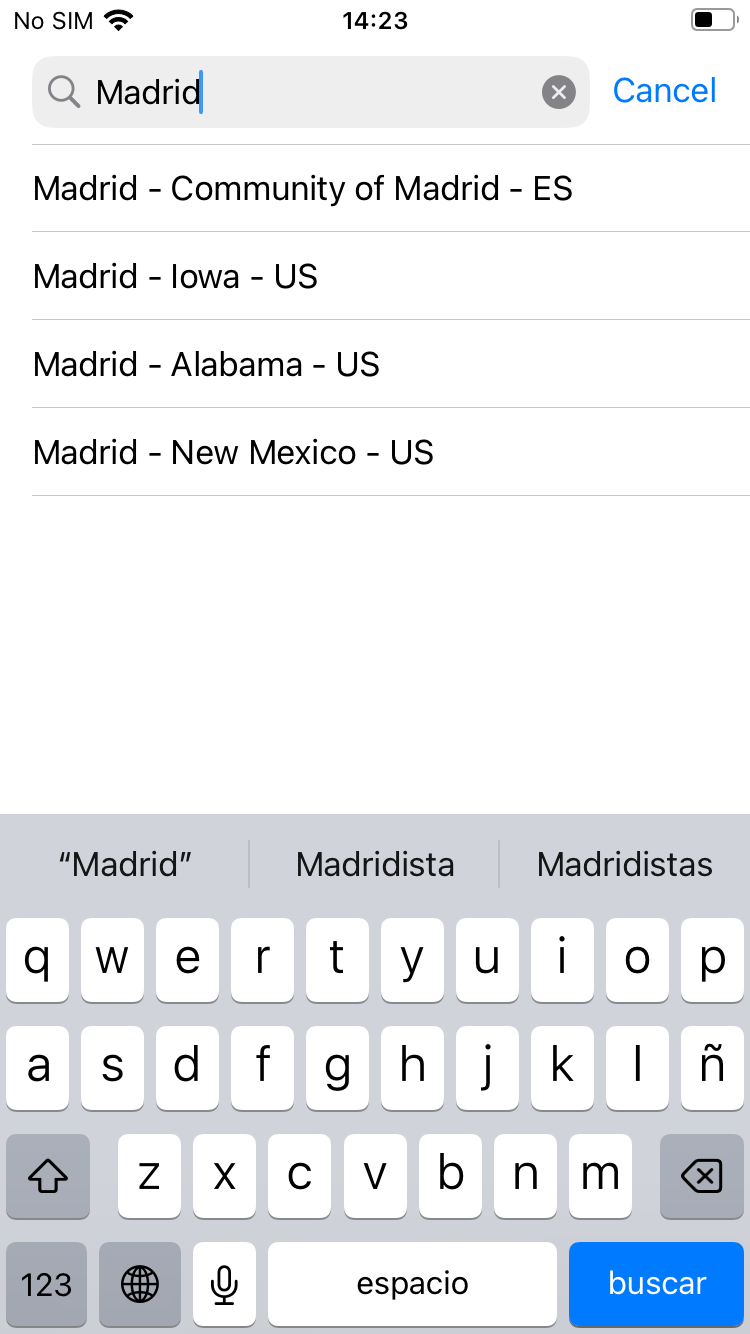 No SIM 14:23
Madrid Cancel
Madrid - Community of Madrid - ES
Madrid - Iowa - US
Madrid - Alabama - US
Madrid - New Mexico - US
“Madrid” Madridista Madridistas
q w e r t y u i o p
a s d f g h j k l ñ
z x c v b n m
123 espacio buscar